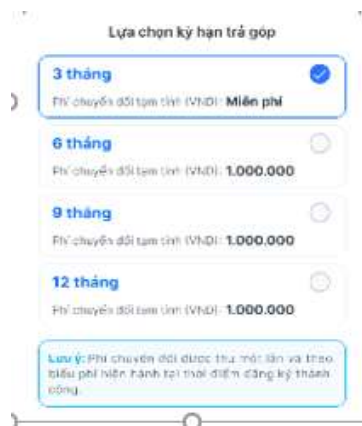 Lựa chọn kỳ hạn trả góp
3 tháng
Phí chuyển đổi tạm tính (VND): Miễn phí
6 tháng
Phí chuyển đổi tạm tính (VND): 1.000.000
9 tháng
Phí chuyển đổi tạm tính (VND): 1.000.000
12 tháng
Phí chuyển đổi tạm tính (VND): 1.000.000
Lưu ý: Phí chuyển đổi được thu một lần và theo
biểu phí hiện hành tại thời điểm đăng ký thành
công.